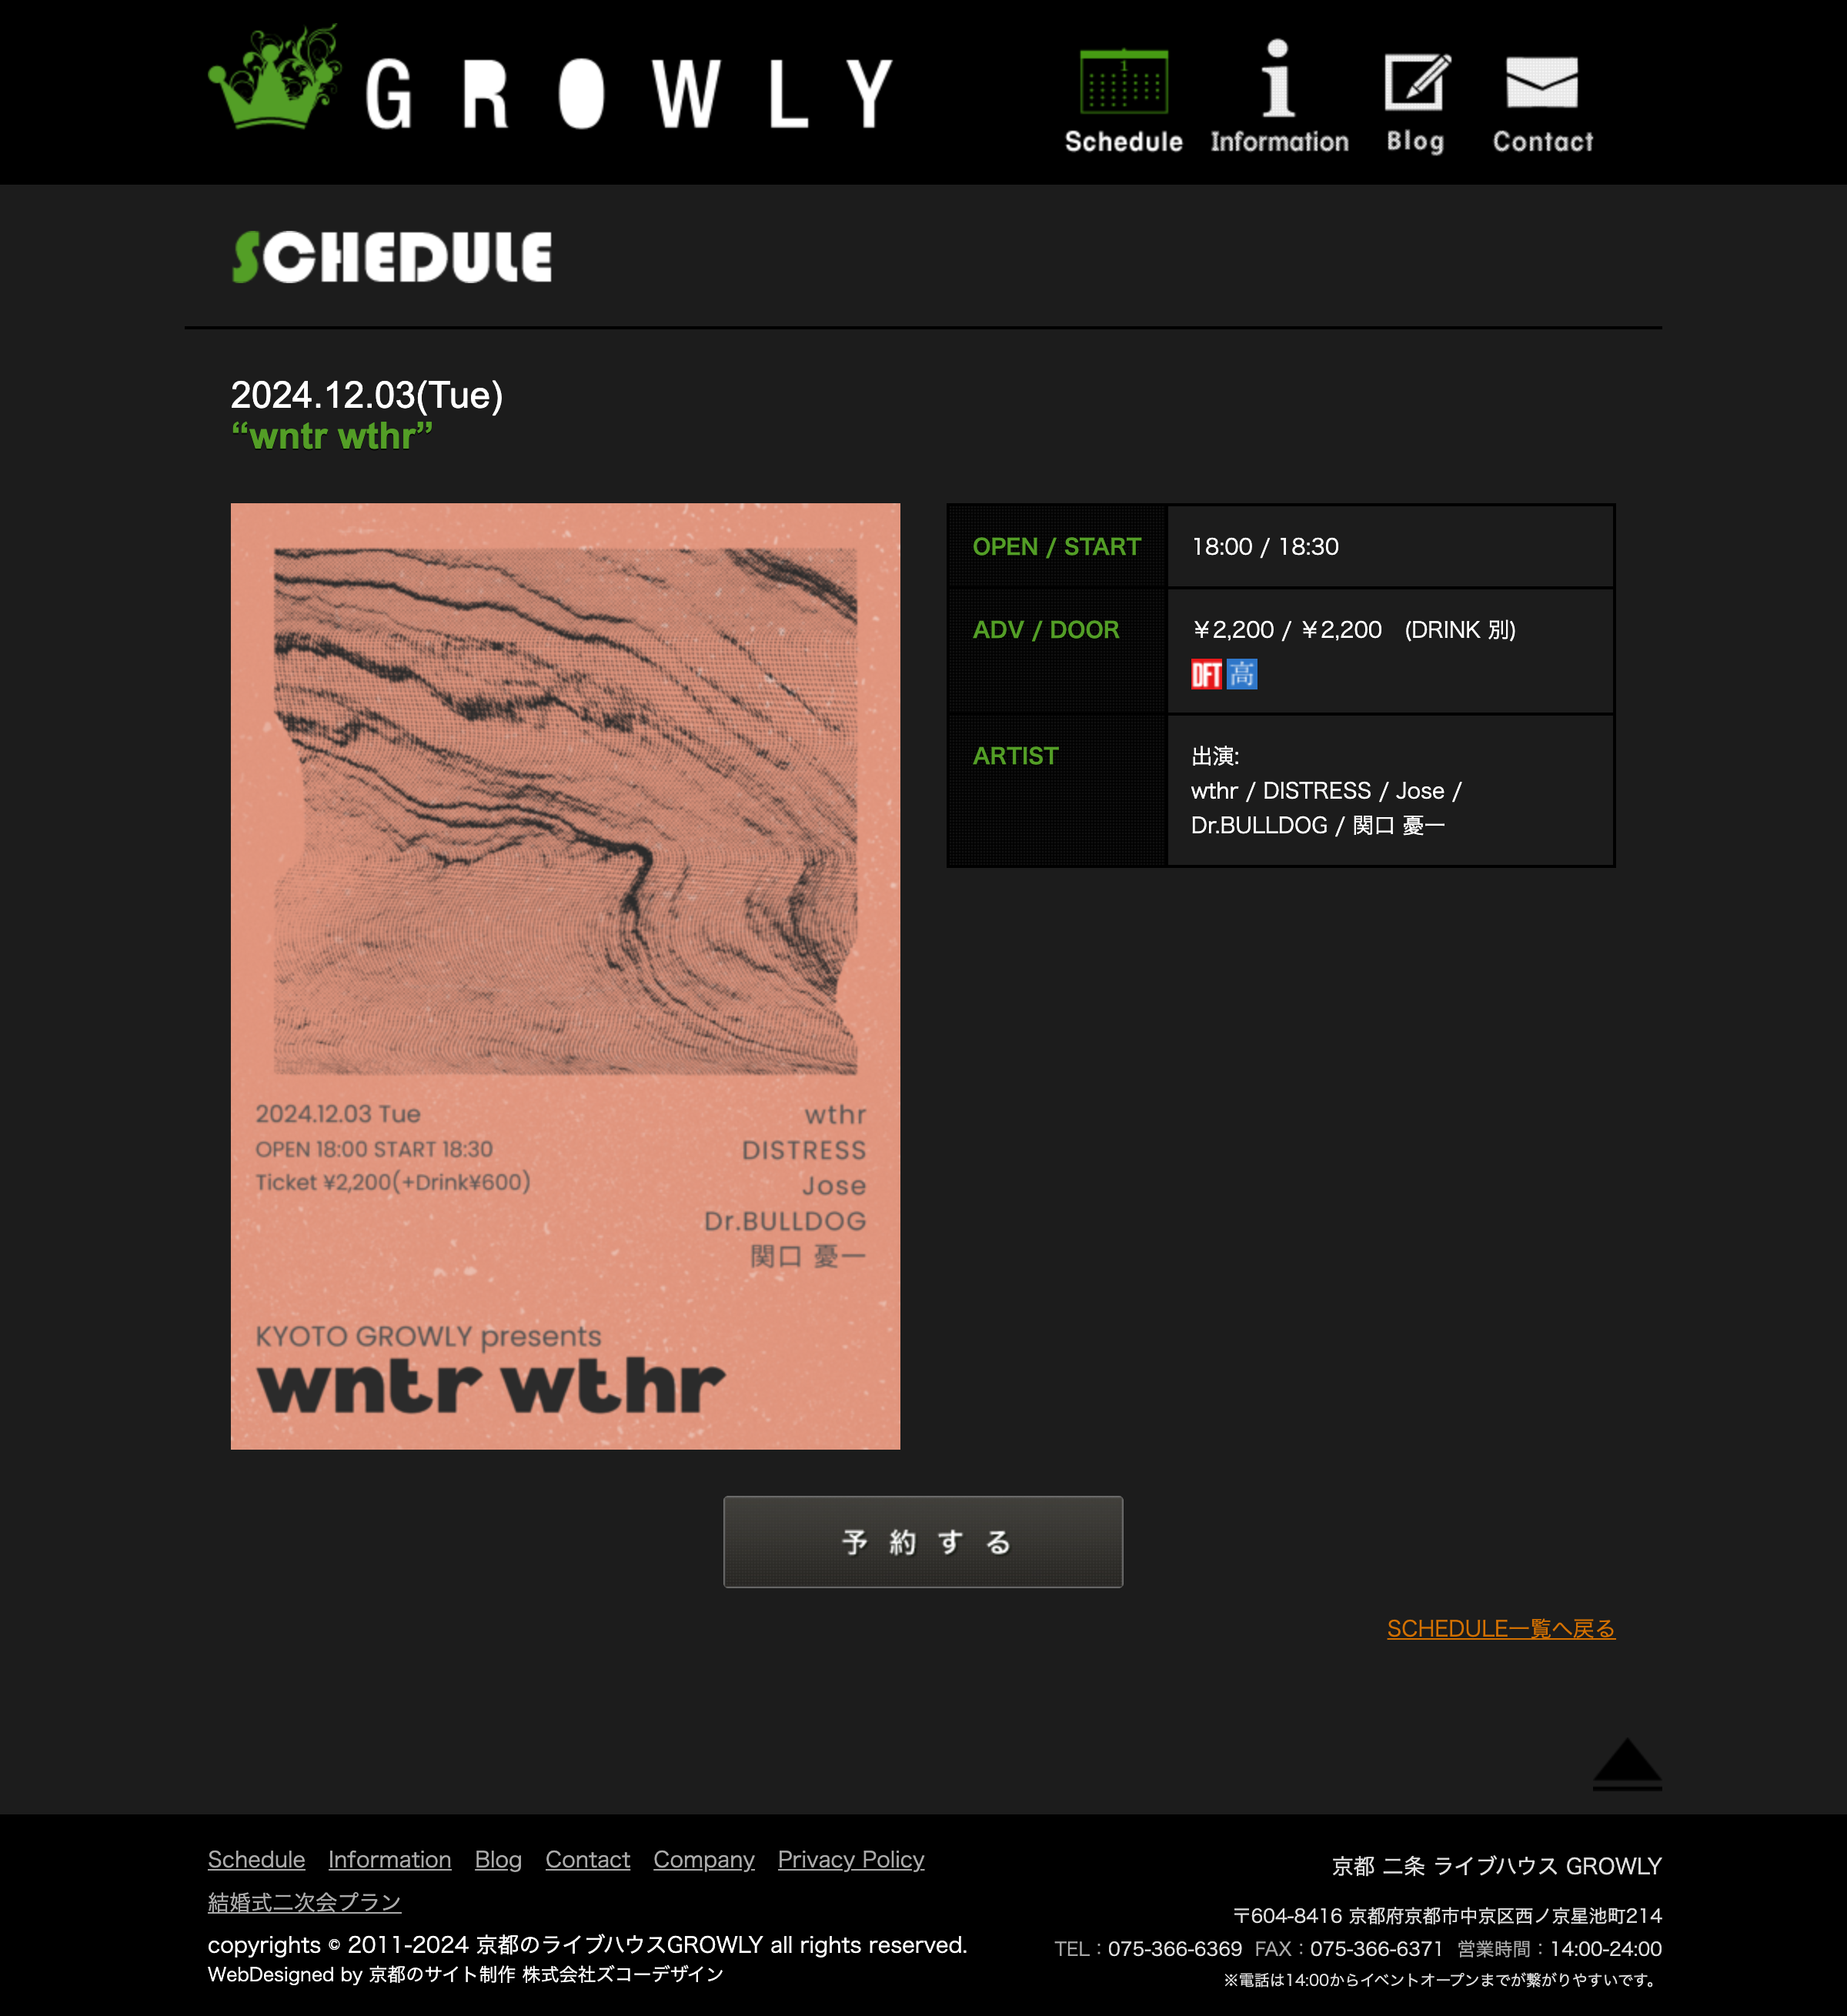 GROWLY
1
Schedule
Information
Blog
Contact
SCHEDULE
2024.12.03(Tue)
“wntr wthr”
2024.12.03 Tue
OPEN 18:00 START 18:30
Ticket ¥2,200(+Drink¥600)
wthr
DISTRESS
Jose
Dr.BULLDOG
関口 憂一
KYOTO GROWLY presents
wntr wthr
OPEN / START
18:00 / 18:30
ADV / DOOR
￥2,200 / ￥2,200　(DRINK 別)
DFT 高
ARTIST
出演:
wthr / DISTRESS / Jose /
Dr.BULLDOG / 関口 憂一
予約する
SCHEDULE一覧へ戻る
Schedule Information Blog Contact Company Privacy Policy
結婚式二次会プラン
copyrights © 2011-2024 京都のライブハウスGROWLY all rights reserved.
WebDesigned by 京都のサイト制作 株式会社ズコーデザイン
京都 二条 ライブハウス GROWLY
〒604-8416 京都府京都市中京区西ノ京星池町214
TEL：075-366-6369 FAX：075-366-6371 営業時間：14:00-24:00
※電話は14:00からイベントオープンまでが繋がりやすいです。